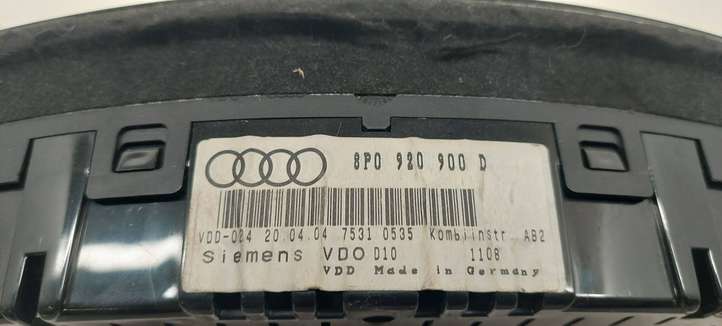 8P0 920 900 D
VDD-004 20.04.04 7531 0535 Kombiinstr. AB2
Siemens VDO D10 1108
VDD Made in Germany